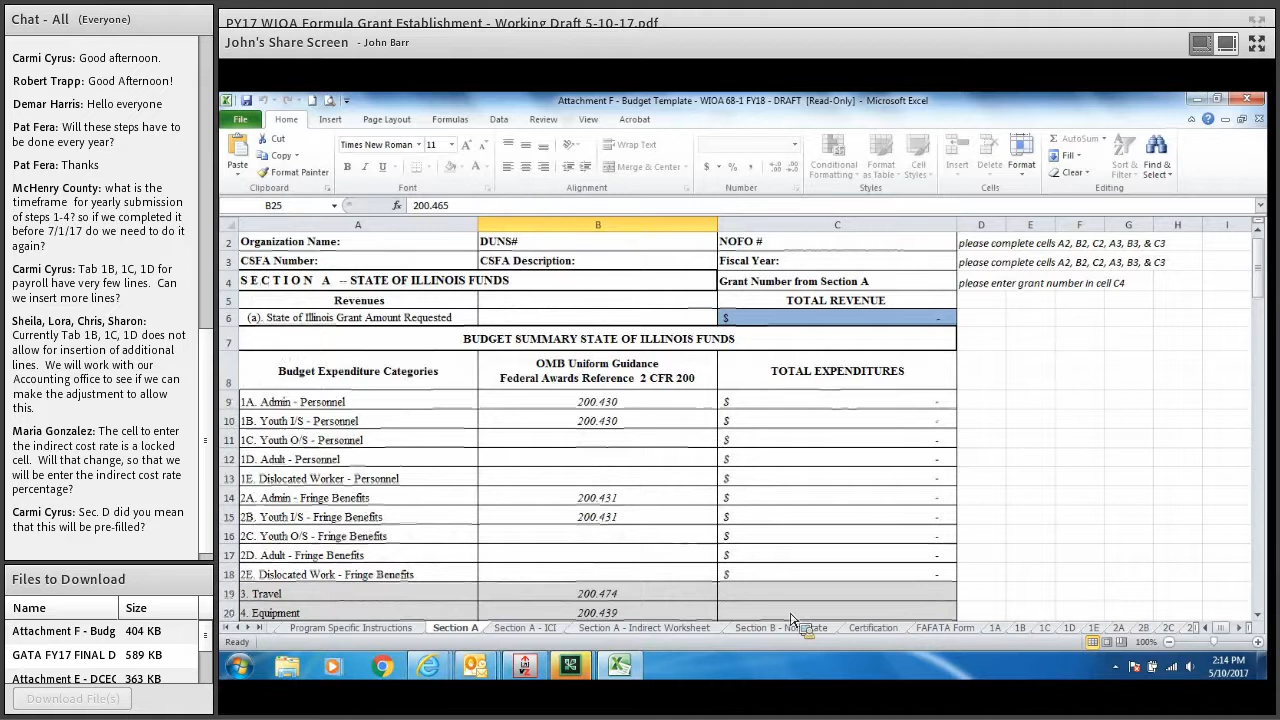 Chat - All (Everyone)
Carmi Cyrus: Good afternoon.
Robert Trapp: Good Afternoon!
Demar Harris: Hello everyone
Pat Fera: Will these steps have to
be done every year?
Pat Fera: Thanks
McHenry County: what is the
timeframe for yearly submission
of steps 1-4? so if we completed it
before 7/1/17 do we need to do it
again?
Carmi Cyrus: Tab 1B, 1C, 1D for
pyroll have very few lines. Can
we insert more lines?
Sheila, Lora, Chris, Sharon:
Currently Tab 1B, 1C, 1D does not
allow for insertion of additional
lines. We will work with our
Accounting office to see if we can
make the adjustment to allow
this.
Maria Gonzalez: The cell to enter
the indirect cost rate is a locked
cell. Will that change, so that we
will be enter the indirect cost rate
percentage?
Carmi Cyrus: Sec. D did you mean
that this will be pre-filled?
Files to Download
Name Size
Attachment F - Budg 404 KB
GATA FY17 FINAL D 589 KB
Attachment E - DCEC 363 KB
Download File(s)
PY17 WIOA Formula Grant Establishment - Working Draft 5-10-17.pdf
John's Share Screen - John Barr
Attachment F - Budget Template - WIOA 68-1 FY18 - DRAFT [Read-Only] - Microsoft Excel
File Home Insert Page Layout Formulas Data Review View Acrobat
Paste Cut Copy Format Painter Clipboard
Times New Roman 11 B I U Font
Wrap Text Merge & Center Alignment
$ % , Number
Conditional Formatting Format as Table Cell Styles Styles
Insert Delete Format Cells
AutoSum Fill Clear Sort & Filter Find & Select Editing
B25 fx 200.465
A B C D E F G H I
2 Organization Name: DUNS# NOFO # please complete cells A2, B2, C2, A3, B3, & C3
3 CSFA Number: CSFA Description: Fiscal Year: please complete cells A2, B2, C2, A3, B3, & C3
4 SECTION A -- STATE OF ILLINOIS FUNDS Grant Number from Section A please enter grant number in cell C4
5 Revenues TOTAL REVENUE
6 (a). State of Illinois Grant Amount Requested $ -
7 BUDGET SUMMARY STATE OF ILLINOIS FUNDS
8 Budget Expenditure Categories OMB Uniform Guidance Federal Awards Reference 2 CFR 200 TOTAL EXPENDITURES
9 1A. Admin - Personnel 200.430 $ -
10 1B. Youth I/S - Personnel 200.430 $ -
11 1C. Youth O/S - Personnel $ -
12 1D. Adult - Personnel $ -
13 1E. Dislocated Worker - Personnel $ -
14 2A. Admin - Fringe Benefits 200.431 $ -
15 2B. Youth I/S - Fringe Benefits 200.431 $ -
16 2C. Youth O/S - Fringe Benefits $ -
17 2D. Adult - Fringe Benefits $ -
18 2E. Dislocated Work - Fringe Benefits $ -
19 3. Travel 200.474
20 4. Equipment 200.439
Program Specific Instructions Section A Section A - ICI Section A - Indirect Worksheet Section B - Certification FAFATA Form 1A 1B 1C 1D 1E 2A 2B 2C
Ready 100%
2:14 PM
5/10/2017